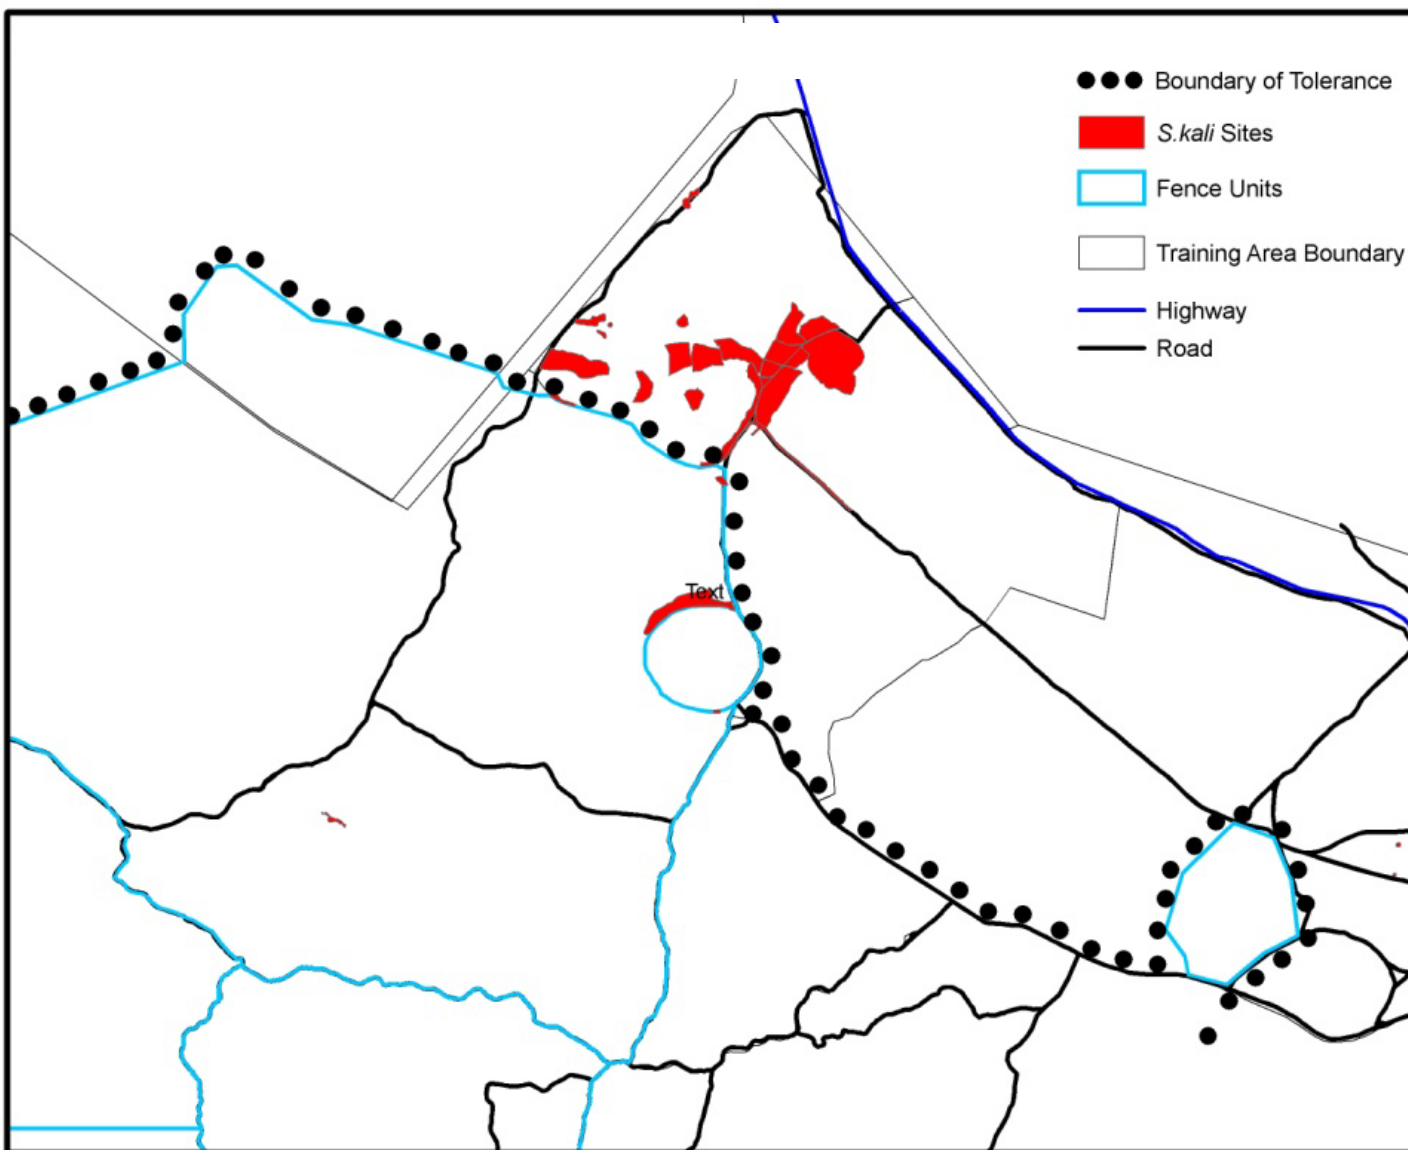 Boundary of Tolerance
S.kali Sites
Fence Units
Training Area Boundary
Highway
Road
Text